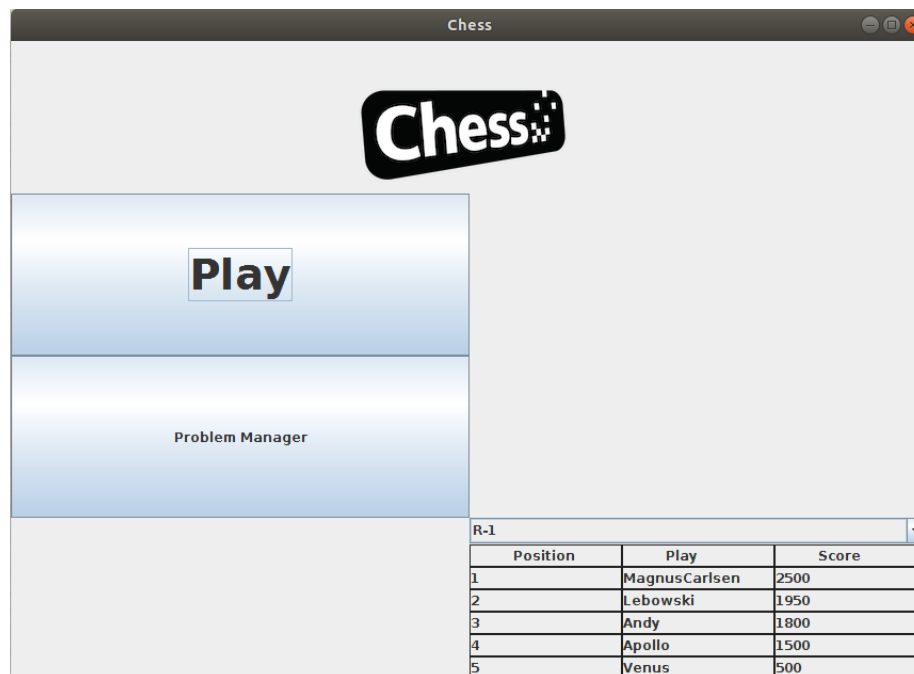 Chess
Chess
Play
Problem Manager
R-1
Position Play Score
1 MagnusCarlsen 2500
2 Lebowski 1950
3 Andy 1800
4 Apollo 1500
5 Venus 500